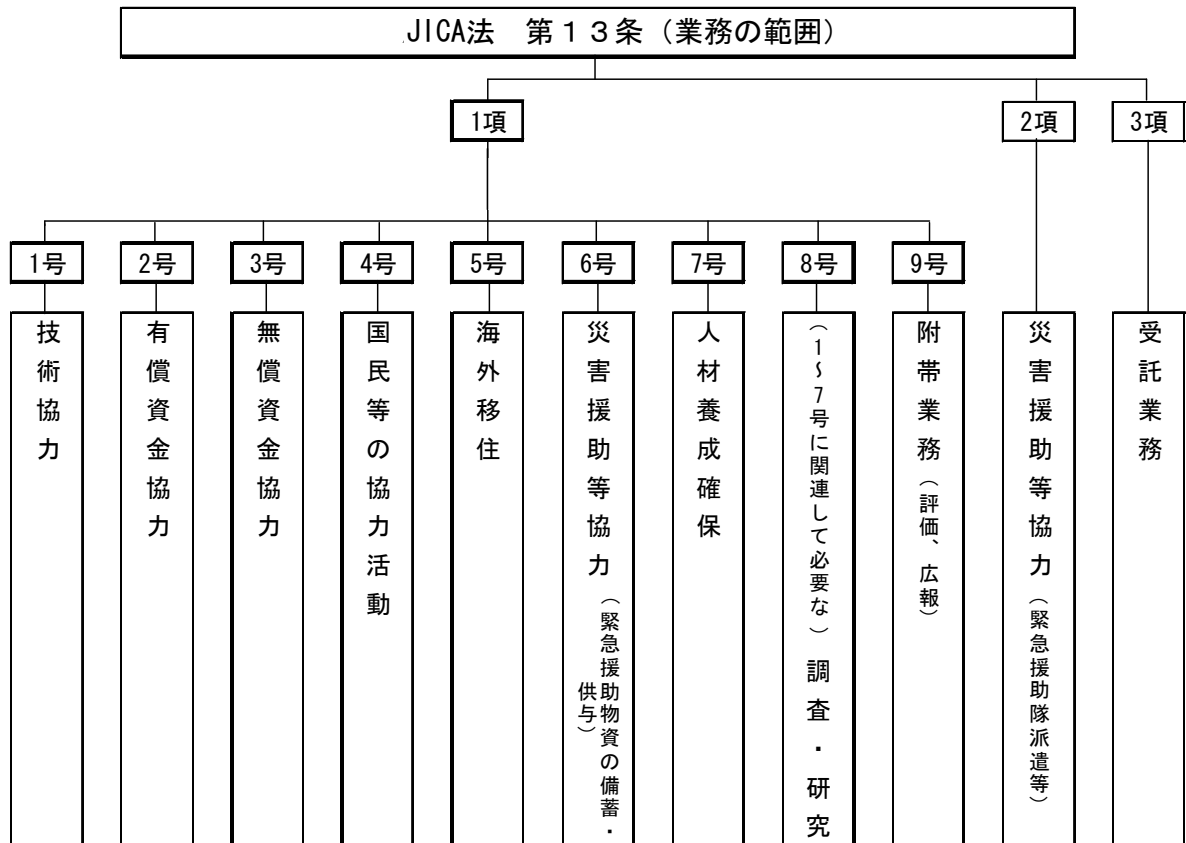 JICA法 第13条（業務の範囲）
1項
2項
3項
1号
2号
3号
4号
5号
6号
7号
8号
9号
技術協力
有償資金協力
無償資金協力
国民等の協力活動
海外移住
災害援助等協力（緊急援助物資の備蓄・
供与）
人材養成確保
（1～7号に関連して必要な）調査・研究
附帯業務（評価、広報）
災害援助等協力（緊急援助隊派遣等）
受託業務